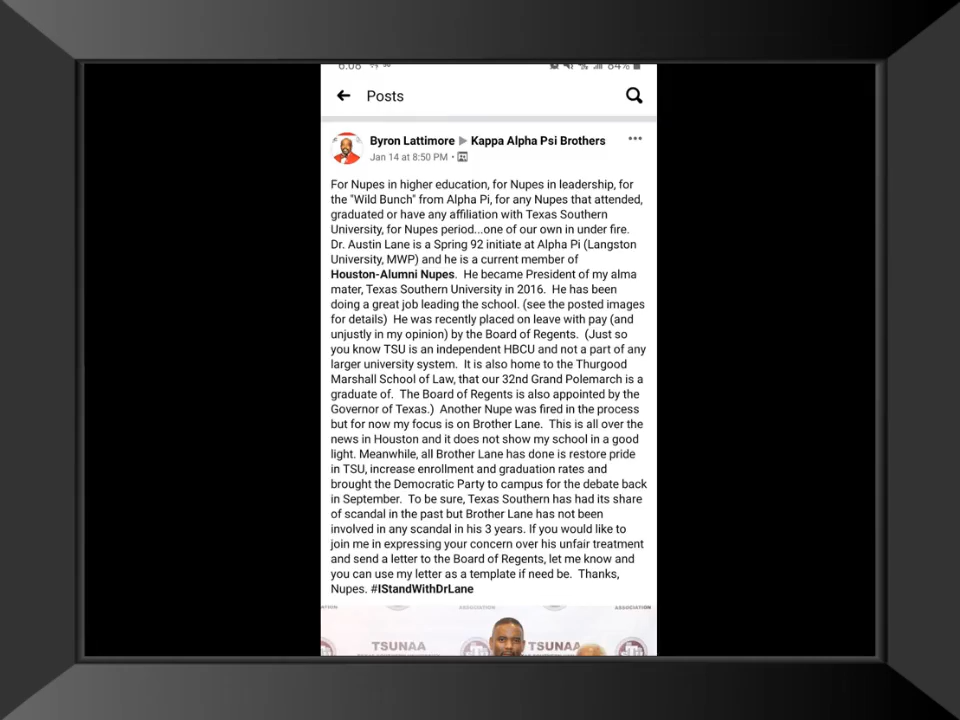 6:08 84%
Posts
Byron Lattimore ▶ Kappa Alpha Psi Brothers
Jan 14 at 8:50 PM •
For Nupes in higher education, for Nupes in leadership, for
the "Wild Bunch" from Alpha Pi, for any Nupes that attended,
graduated or have any affiliation with Texas Southern
University, for Nupes period...one of our own in under fire.
Dr. Austin Lane is a Spring 92 initiate at Alpha Pi (Langston
University, MWP) and he is a current member of
Houston-Alumni Nupes. He became President of my alma
mater, Texas Southern University in 2016. He has been
doing a great job leading the school. (see the posted images
for details) He was recently placed on leave with pay (and
unjustly in my opinion) by the Board of Regents. (Just so
you know TSU is an independent HBCU and not a part of any
larger university system. It is also home to the Thurgood
Marshall School of Law, that our 32nd Grand Polemarch is a
graduate of. The Board of Regents is also appointed by the
Governor of Texas.) Another Nupe was fired in the process
but for now my focus is on Brother Lane. This is all over the
news in Houston and it does not show my school in a good
light. Meanwhile, all Brother Lane has done is restore pride
in TSU, increase enrollment and graduation rates and
brought the Democratic Party to campus for the debate back
in September. To be sure, Texas Southern has had its share
of scandal in the past but Brother Lane has not been
involved in any scandal in his 3 years. If you would like to
join me in expressing your concern over his unfair treatment
and send a letter to the Board of Regents, let me know and
you can use my letter as a template if need be. Thanks,
Nupes. #IStandWithDrLane
ASSOCIATION ASSOCIATION
TSUNAA TSUNAA